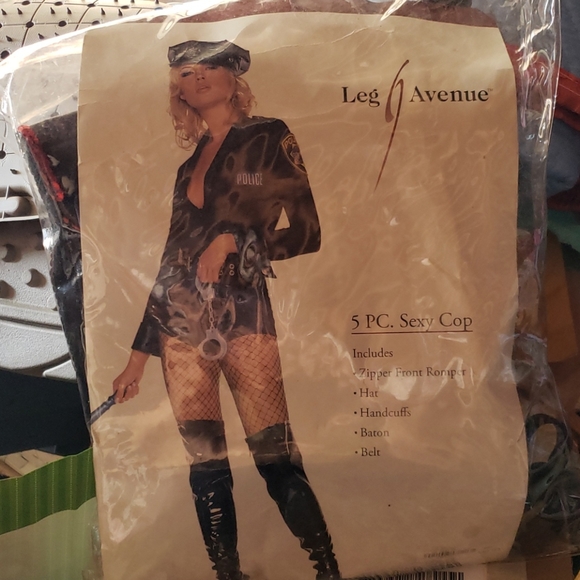 Leg Avenue
POLICE
5 PC. Sexy Cop
Includes
• Zipper Front Romper
• Hat
• Handcuffs
• Baton
• Belt